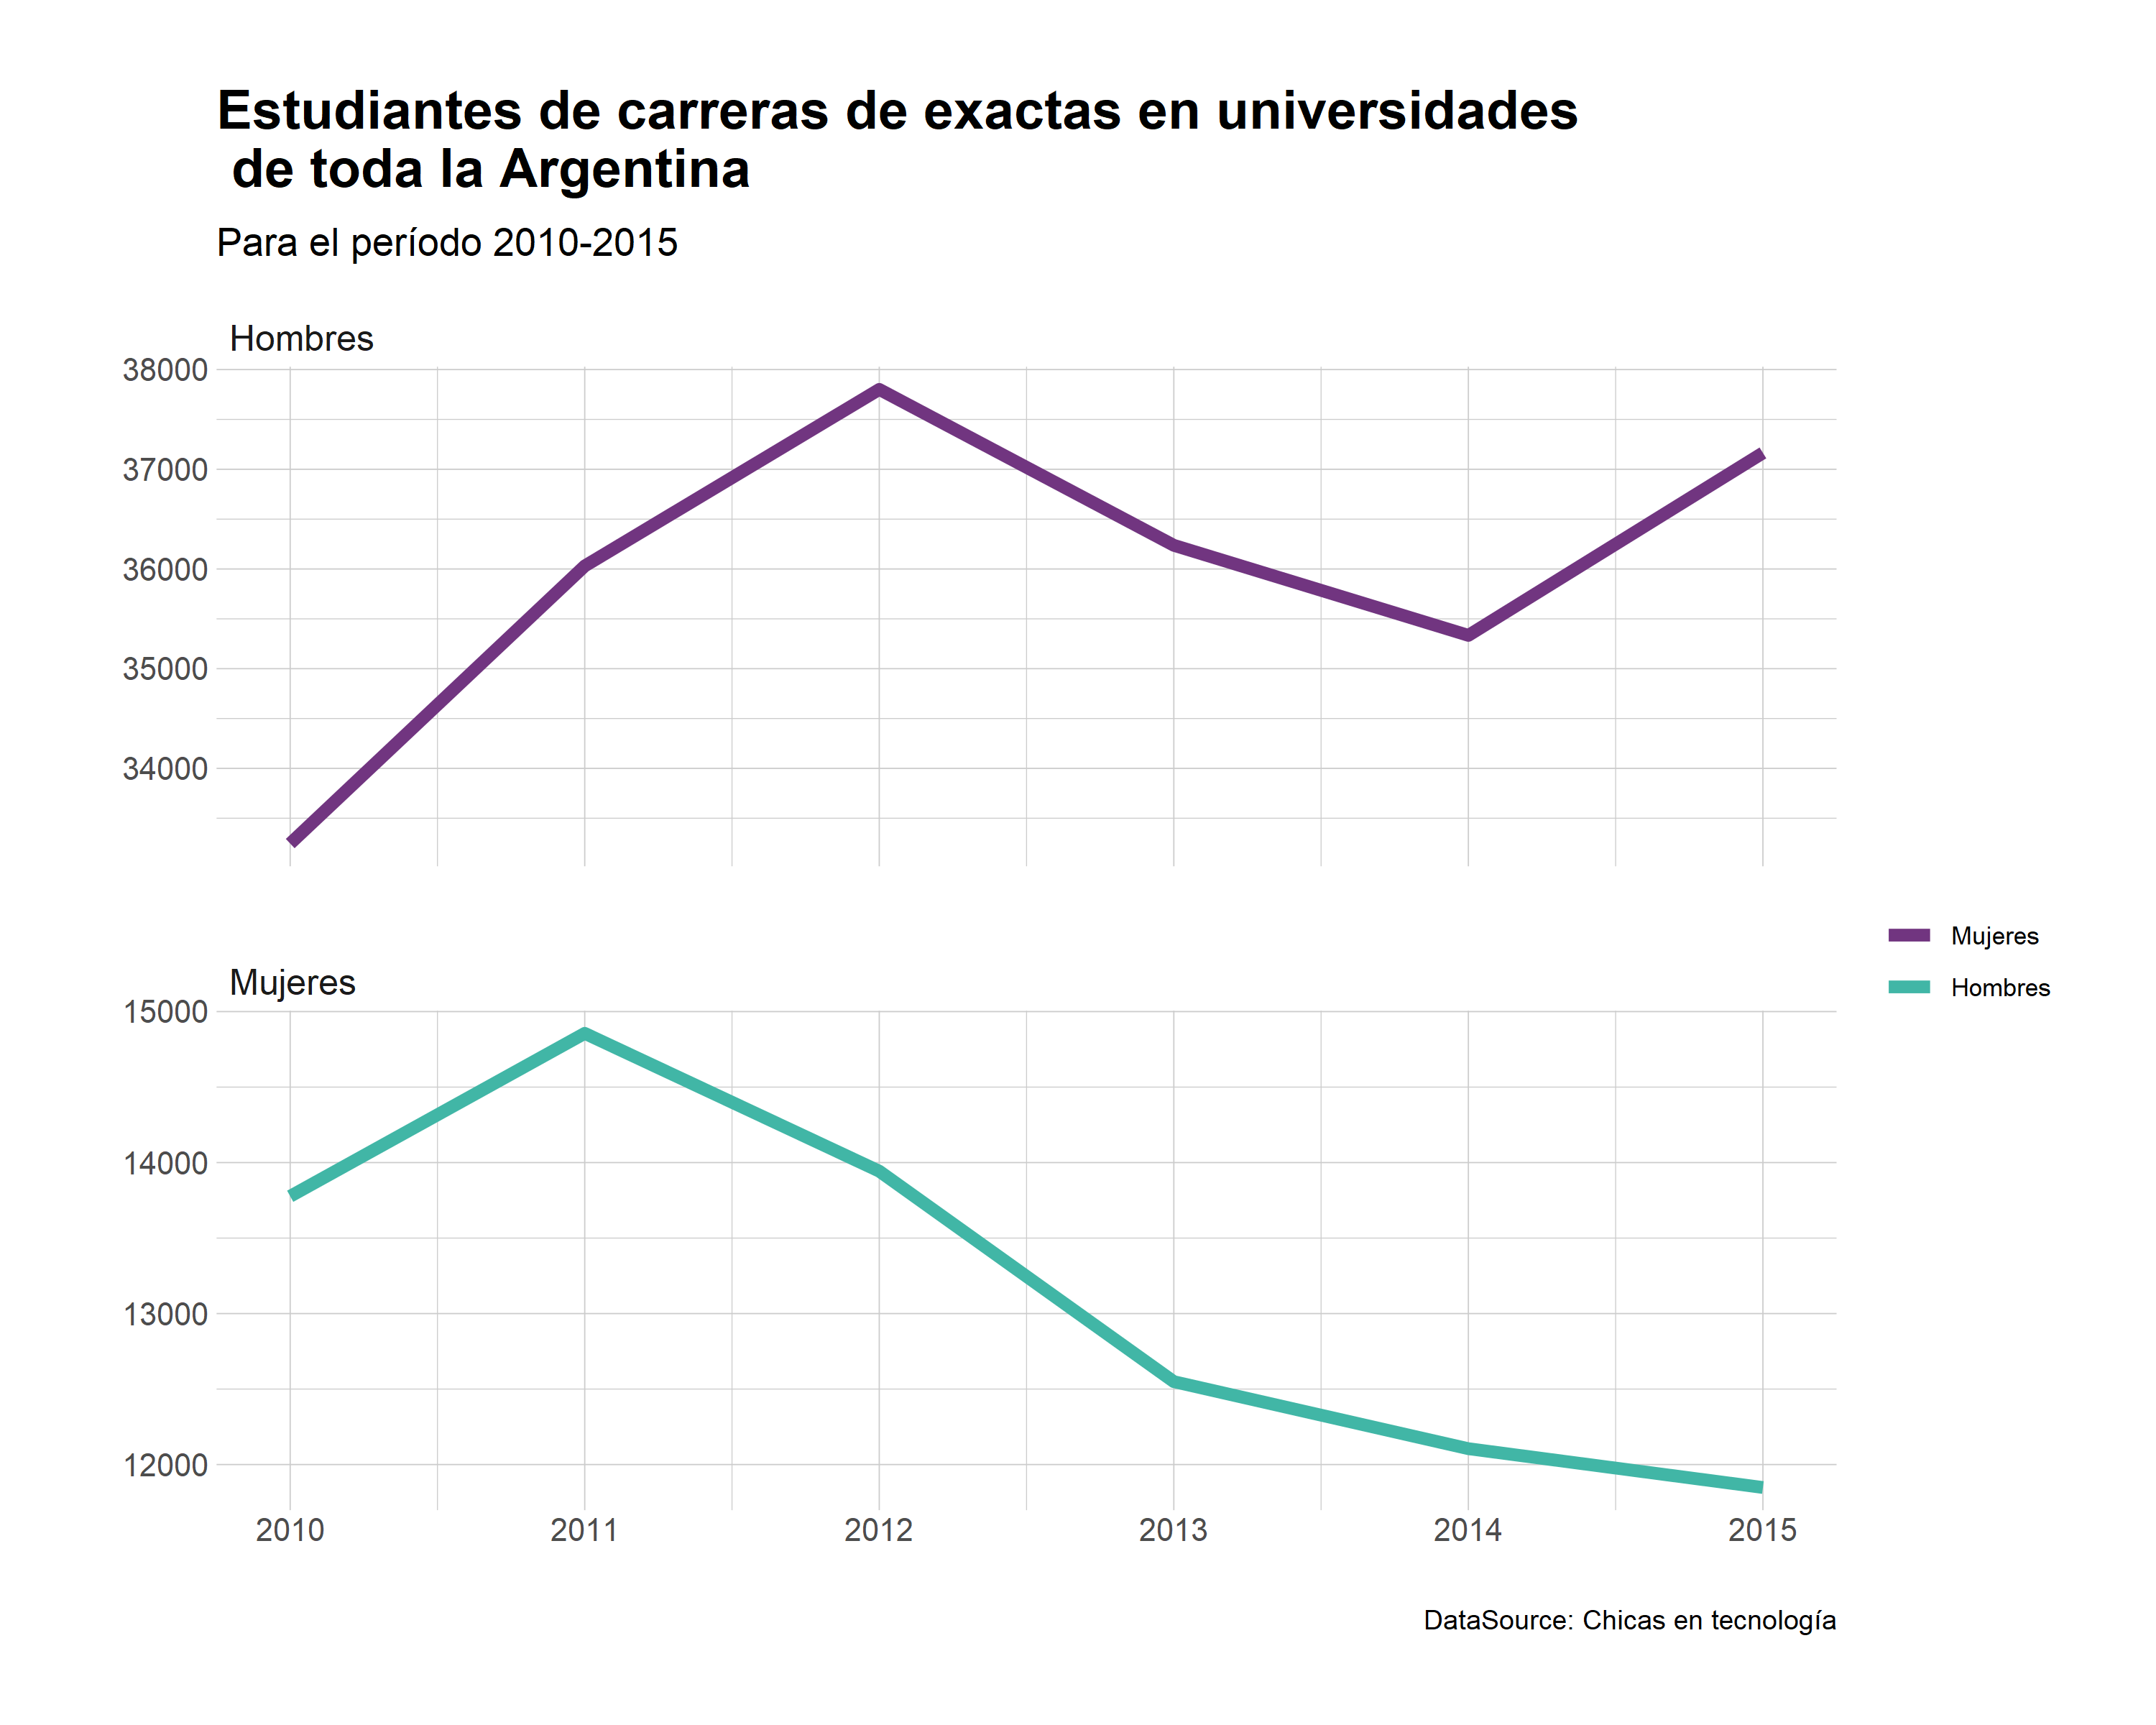 Estudiantes de carreras de exactas en universidades
de toda la Argentina
Para el período 2010-2015
Hombres
38000
37000
36000
35000
34000
Mujeres
Hombres
Mujeres
15000
14000
13000
12000
2010 2011 2012 2013 2014 2015
DataSource: Chicas en tecnología